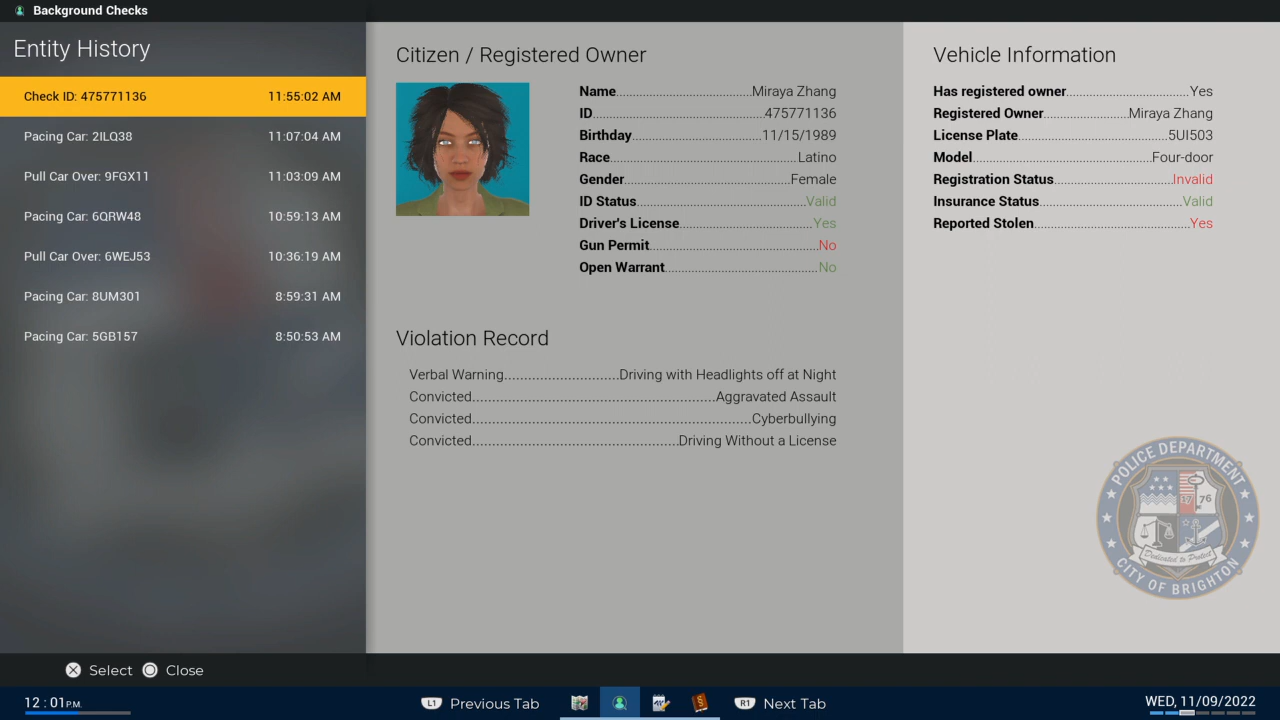 Background Checks
Entity History
Check ID: 475771136 11:55:02 AM
Pacing Car: 2ILQ38 11:07:04 AM
Pull Car Over: 9FGX11 11:03:09 AM
Pacing Car: 6QRW48 10:59:13 AM
Pull Car Over: 6WEJ53 10:36:19 AM
Pacing Car: 8UM301 8:59:31 AM
Pacing Car: 5GB157 8:50:53 AM
Citizen / Registered Owner
Name Miraya Zhang
ID 475771136
Birthday 11/15/1989
Race Latino
Gender Female
ID Status Valid
Driver's License Yes
Gun Permit No
Open Warrant No
Violation Record
Verbal Warning Driving with Headlights off at Night
Convicted Aggravated Assault
Convicted Cyberbullying
Convicted Driving Without a License
Vehicle Information
Has registered owner Yes
Registered Owner Miraya Zhang
License Plate 5UI503
Model Four-door
Registration Status Invalid
Insurance Status Valid
Reported Stolen Yes
POLICE DEPARTMENT
1776
Dedicated to Protect
CITY OF BRIGHTON
Select Close
12 : 01 P.M.
L1 Previous Tab
R1 Next Tab
WED, 11/09/2022